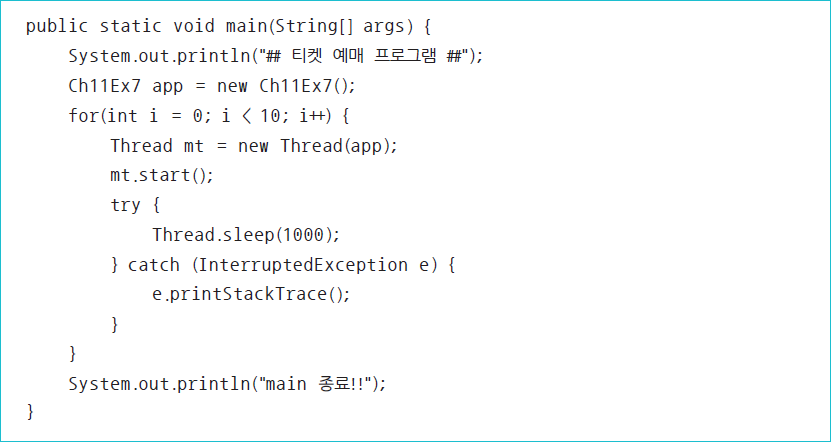 public static void main(String[] args) {
System.out.println("## 티켓 예매 프로그램 ##");
Ch11Ex7 app = new Ch11Ex7();
for(int i = 0; i < 10; i++) {
Thread mt = new Thread(app);
mt.start();
try {
Thread.sleep(1000);
} catch (InterruptedException e) {
e.printStackTrace();
}
}
System.out.println("main 종료!!");
}